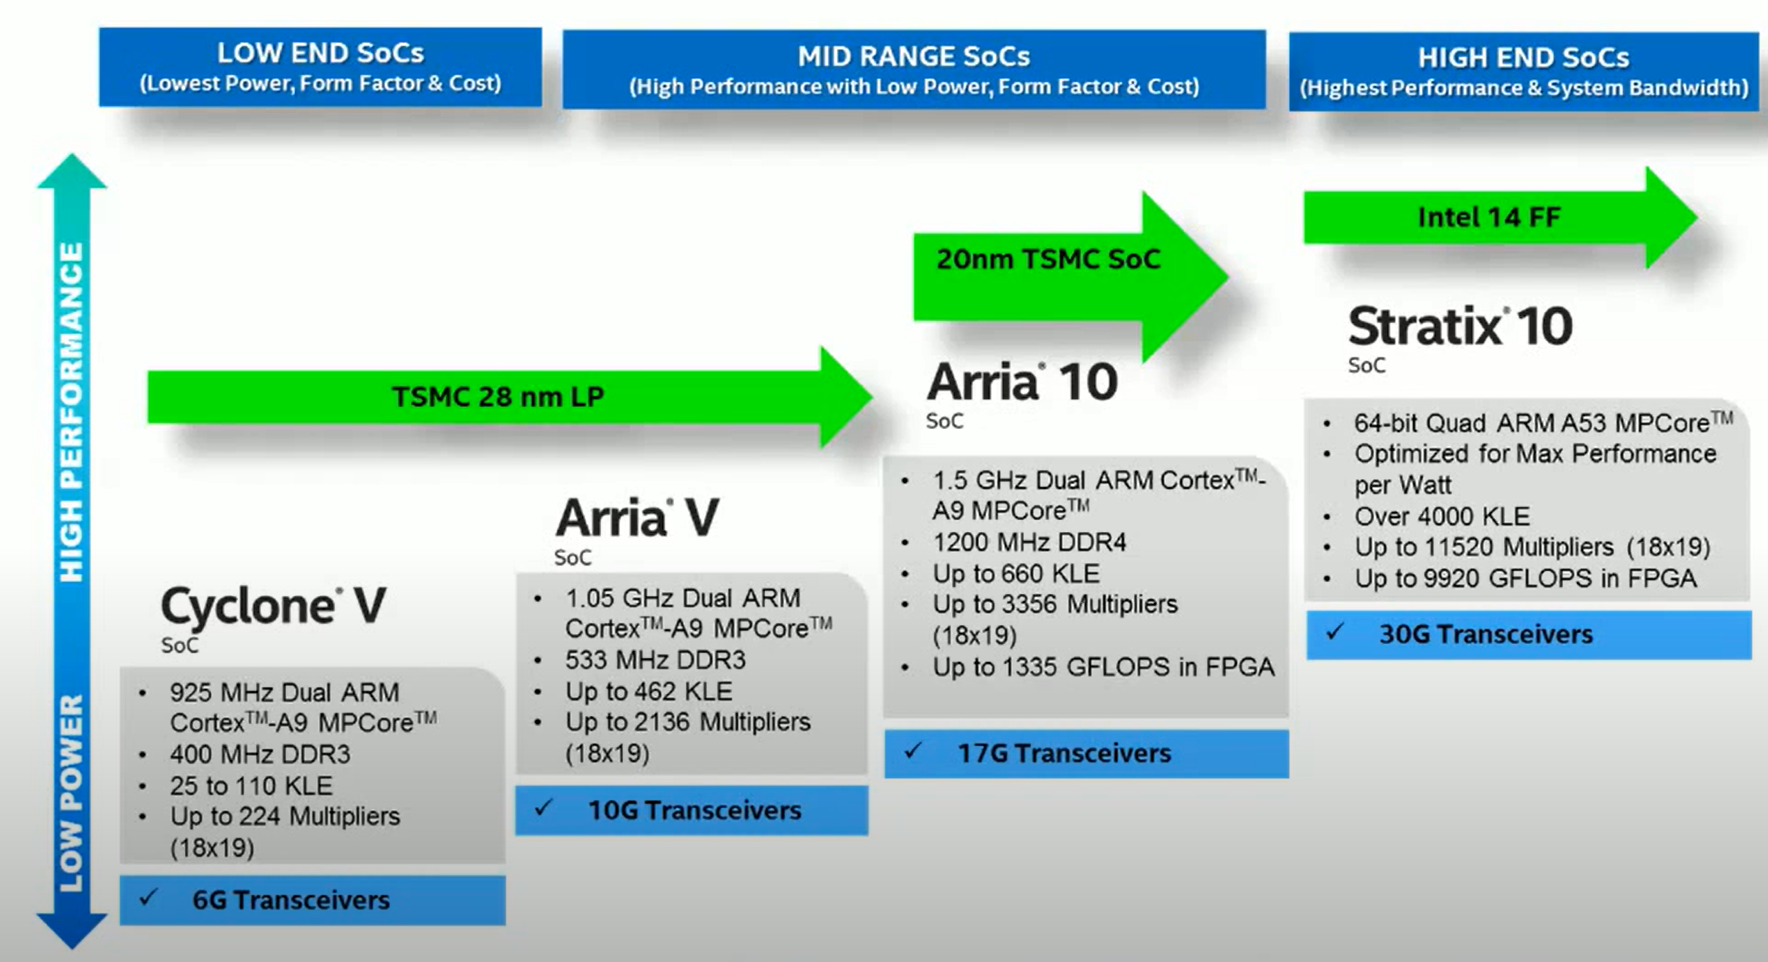 LOW END SoCs
(Lowest Power, Form Factor & Cost)
MID RANGE SoCs
(High Performance with Low Power, Form Factor & Cost)
HIGH END SoCs
(Highest Performance & System Bandwidth)
HIGH PERFORMANCE
LOW POWER
TSMC 28 nm LP
20nm TSMC SoC
Intel 14 FF
Cyclone® V
SoC
• 925 MHz Dual ARM
Cortex™-A9 MPCore™
• 400 MHz DDR3
• 25 to 110 KLE
• Up to 224 Multipliers
(18x19)
✓ 6G Transceivers
Arria® V
SoC
• 1.05 GHz Dual ARM
Cortex™-A9 MPCore™
• 533 MHz DDR3
• Up to 462 KLE
• Up to 2136 Multipliers
(18x19)
✓ 10G Transceivers
Arria® 10
SoC
• 1.5 GHz Dual ARM Cortex™-
A9 MPCore™
• 1200 MHz DDR4
• Up to 660 KLE
• Up to 3356 Multipliers
(18x19)
• Up to 1335 GFLOPS in FPGA
✓ 17G Transceivers
Stratix® 10
SoC
• 64-bit Quad ARM A53 MPCore™
• Optimized for Max Performance
per Watt
• Over 4000 KLE
• Up to 11520 Multipliers (18x19)
• Up to 9920 GFLOPS in FPGA
✓ 30G Transceivers